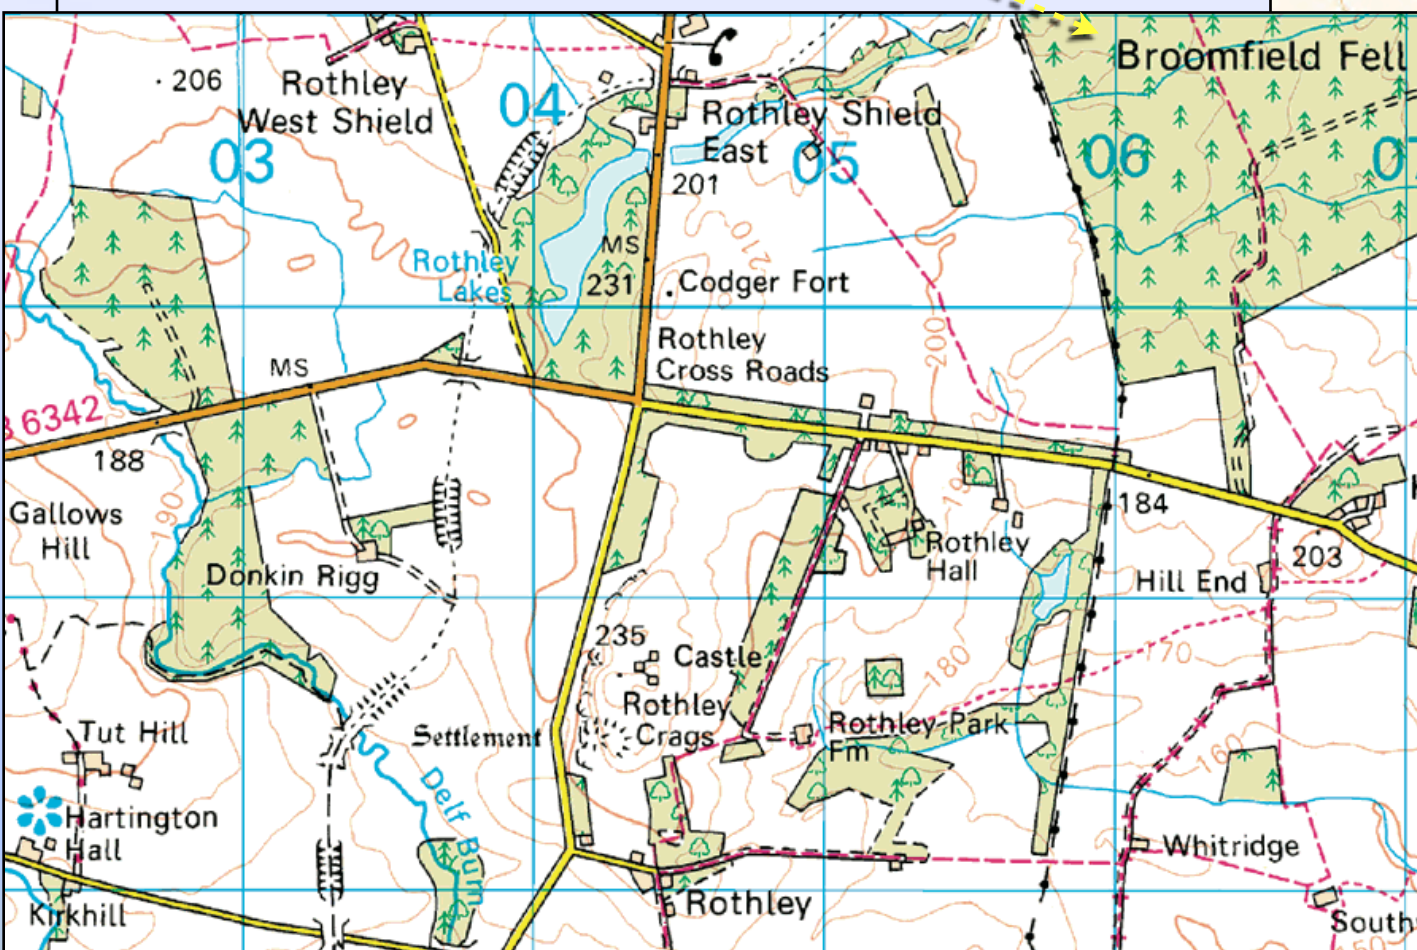 Broomfield Fell
206
Rothley
West Shield
04
Rothley Shield
East
03
05
06
0
201
MS
Rothley
Lakes
231
Codger Fort
210
200
Rothley
Cross Roads
MS
B 6342
188
190
184
Gallows
Hill
Donkin Rigg
Rothley
Hall
203
Hill End
235
Castle
180
170
Rothley
Crags
Rothley Park
Fm
Tut Hill
Settlement
160
Delf Burn
Hartington
Hall
Whitridge
Kirkhill
Rothley
South